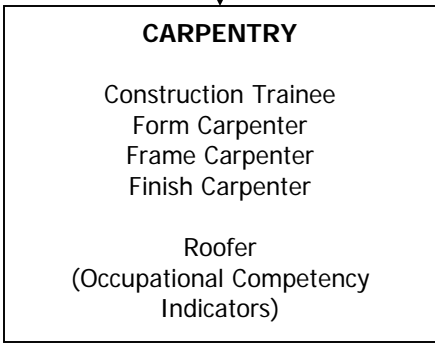 CARPENTRY
Construction Trainee
Form Carpenter
Frame Carpenter
Finish Carpenter
Roofer
(Occupational Competency
Indicators)